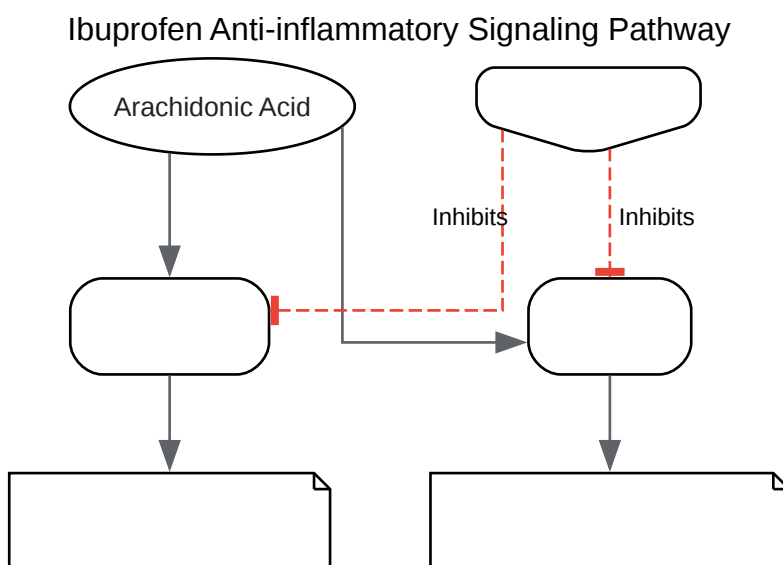 Ibuprofen Anti-inflammatory Signaling Pathway
Arachidonic Acid
Inhibits
Inhibits